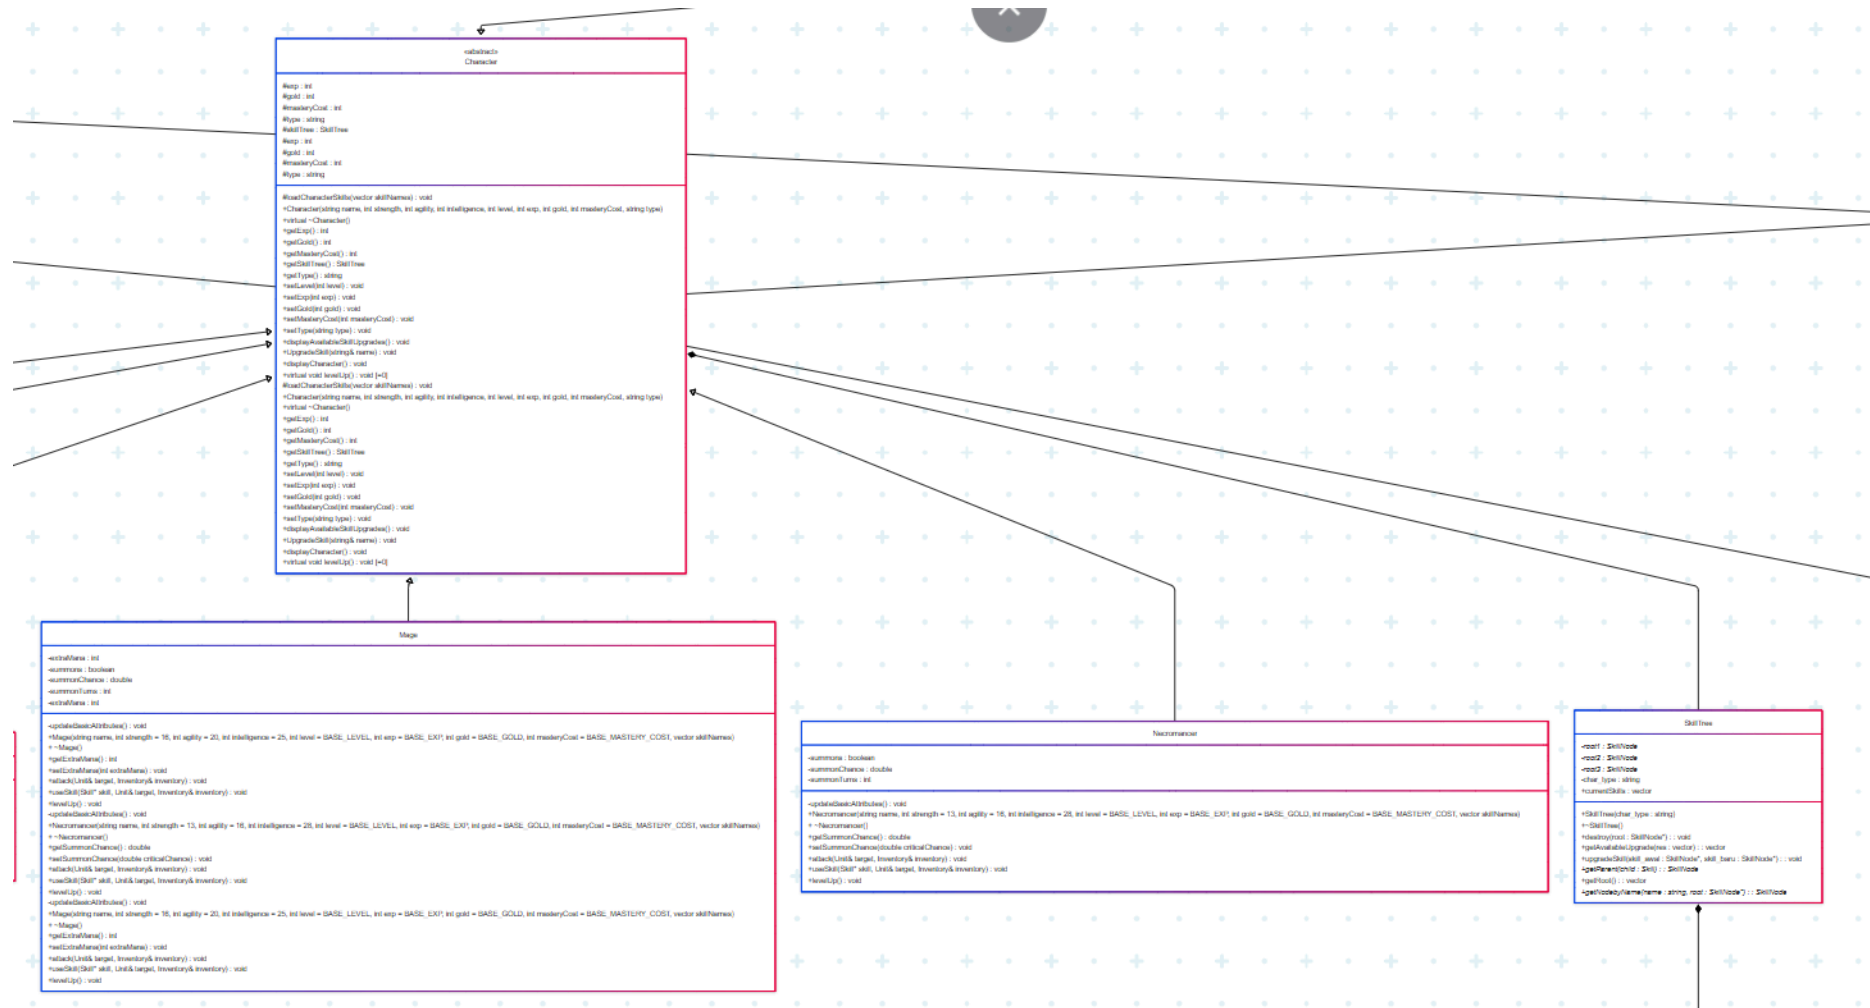 «abstract»
Character
#exp : int
#gold : int
#masteryCost : int
#type : string
#skillTree : SkillTree
#exp : int
#gold : int
#masteryCost : int
#type : string
#loadCharacterSkills(vector skillNames) : void
+Character(string name, int strength, int agility, int intelligence, int level, int exp, int gold, int masteryCost, string type)
+virtual ~Character()
+getExp() : int
+getGold() : int
+getMasteryCost() : int
+getSkillTree() : SkillTree
+getType() : string
+setLevel(int level) : void
+setExp(int exp) : void
+setGold(int gold) : void
+setMasteryCost(int masteryCost) : void
+setType(string type) : void
+displayAvailableSkillUpgrades() : void
+UpgradeSkill(string& name) : void
+displayCharacter() : void
+virtual void levelUp() : void [=0]
#loadCharacterSkills(vector skillNames) : void
+Character(string name, int strength, int agility, int intelligence, int level, int exp, int gold, int masteryCost, string type)
+virtual ~Character()
+getExp() : int
+getGold() : int
+getMasteryCost() : int
+getSkillTree() : SkillTree
+getType() : string
+setLevel(int level) : void
+setExp(int exp) : void
+setGold(int gold) : void
+setMasteryCost(int masteryCost) : void
+setType(string type) : void
+displayAvailableSkillUpgrades() : void
+UpgradeSkill(string& name) : void
+displayCharacter() : void
+virtual void levelUp() : void [=0]
Mage
-extraMana : int
-summons : boolean
-summonChance : double
-summonTurns : int
-extraMana : int
-updateBasicAttributes() : void
+Mage(string name, int strength = 16, int agility = 20, int intelligence = 25, int level = BASE_LEVEL, int exp = BASE_EXP, int gold = BASE_GOLD, int masteryCost = BASE_MASTERY_COST, vector skillNames)
+ ~Mage()
+getExtraMana() : int
+setExtraMana(int extraMana) : void
+attack(Unit& target, Inventory& inventory) : void
+useSkill(Skill* skill, Unit& target, Inventory& inventory) : void
+levelUp() : void
-updateBasicAttributes() : void
+Necromancer(string name, int strength = 13, int agility = 16, int intelligence = 28, int level = BASE_LEVEL, int exp = BASE_EXP, int gold = BASE_GOLD, int masteryCost = BASE_MASTERY_COST, vector skillNames)
+ ~Necromancer()
+getSummonChance() : double
+setSummonChance(double criticalChance) : void
+attack(Unit& target, Inventory& inventory) : void
+useSkill(Skill* skill, Unit& target, Inventory& inventory) : void
+levelUp() : void
-updateBasicAttributes() : void
+Mage(string name, int strength = 16, int agility = 20, int intelligence = 25, int level = BASE_LEVEL, int exp = BASE_EXP, int gold = BASE_GOLD, int masteryCost = BASE_MASTERY_COST, vector skillNames)
+ ~Mage()
+getExtraMana() : int
+setExtraMana(int extraMana) : void
+attack(Unit& target, Inventory& inventory) : void
+useSkill(Skill* skill, Unit& target, Inventory& inventory) : void
+levelUp() : void
Necromancer
-summons : boolean
-summonChance : double
-summonTurns : int
-updateBasicAttributes() : void
+Necromancer(string name, int strength = 13, int agility = 16, int intelligence = 28, int level = BASE_LEVEL, int exp = BASE_EXP, int gold = BASE_GOLD, int masteryCost = BASE_MASTERY_COST, vector skillNames)
+ ~Necromancer()
+getSummonChance() : double
+setSummonChance(double criticalChance) : void
+attack(Unit& target, Inventory& inventory) : void
+useSkill(Skill* skill, Unit& target, Inventory& inventory) : void
+levelUp() : void
SkillTree
-root1 : SkillNode
-root2 : SkillNode
-root3 : SkillNode
-char_type : string
+currentSkills : vector
+SkillTree(char_type : string)
+~SkillTree()
+destroy(root : SkillNode*) : : void
+getAvailableUpgrade(res : vector) : : vector
+upgradeSkill(skill_awal : SkillNode*, skill_baru : SkillNode*) : : void
+getParent(child : Skill) : : SkillNode
+getRoot() : : vector
+getNodebyName(name : string, root : SkillNode*) : : SkillNode